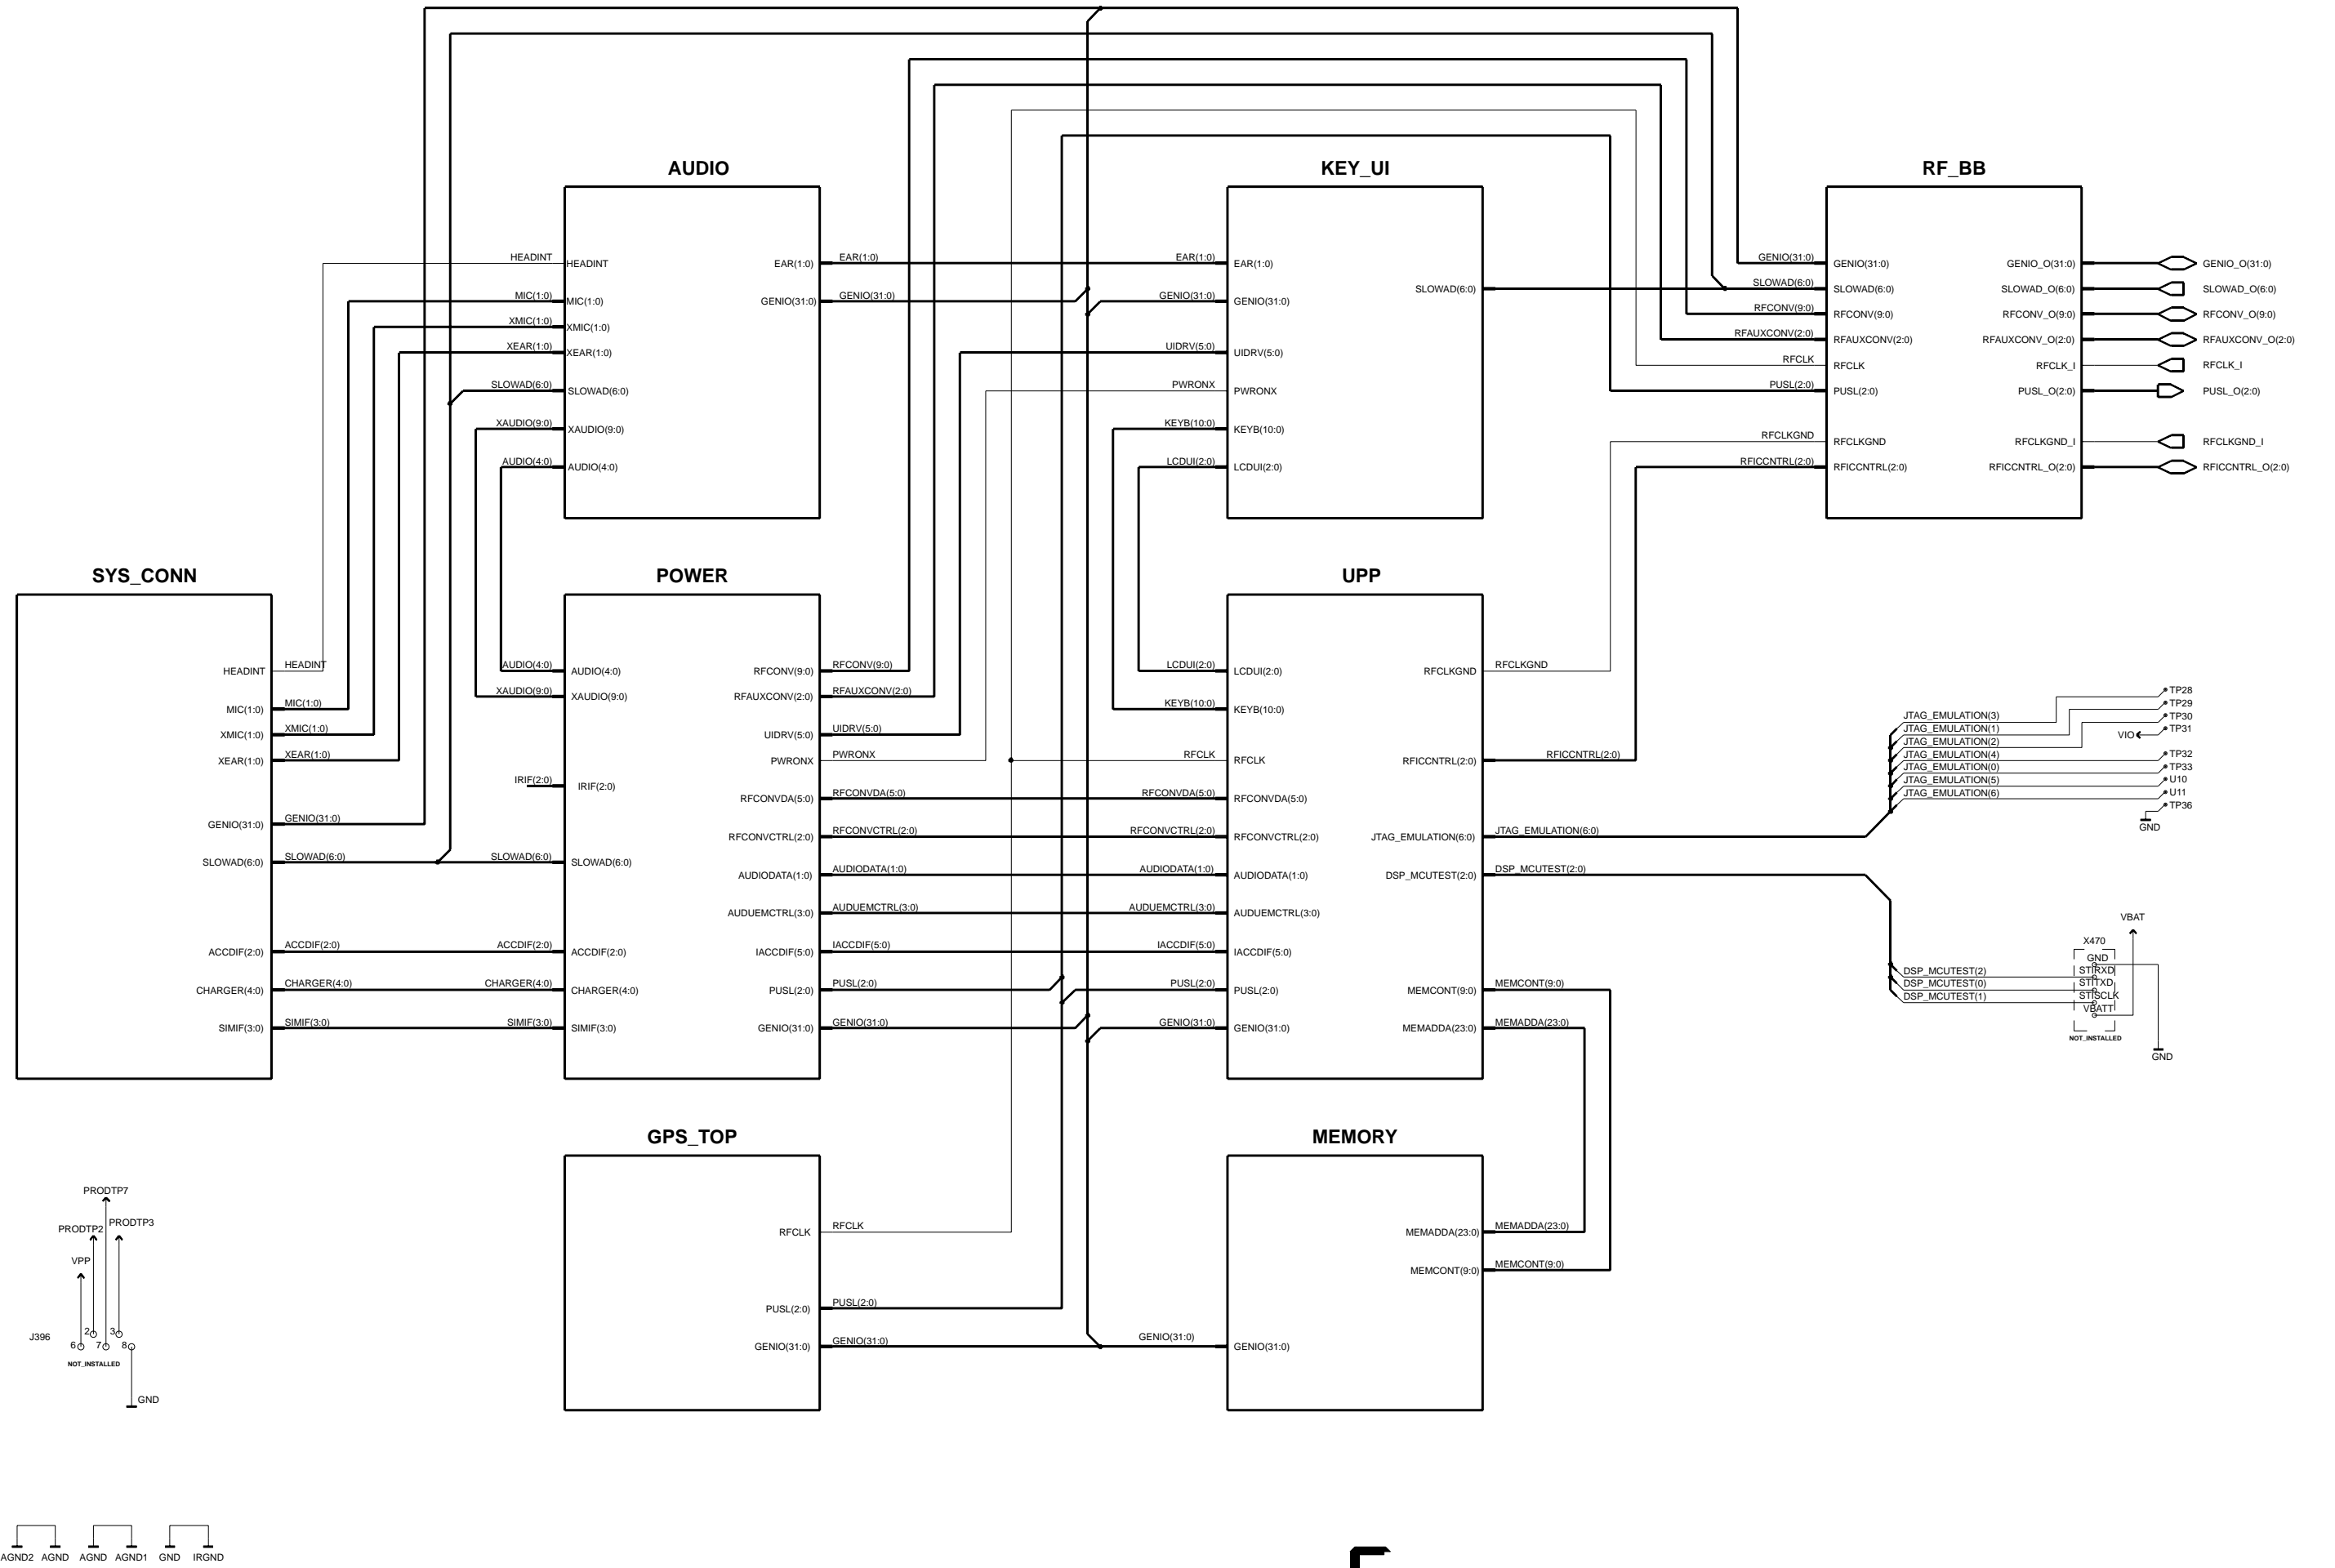 AUDIO
KEY_UI
RF_BB
HEADINT
HEADINT
EAR(1:0)
EAR(1:0)
EAR(1:0)
EAR(1:0)
GENIO(31:0)
GENIO(31:0)
GENIO_O(31:0)
GENIO_O(31:0)
SLOWAD(6:0)
SLOWAD(6:0)
SLOWAD(6:0)
SLOWAD_O(6:0)
SLOWAD_O(6:0)
MIC(1:0)
MIC(1:0)
GENIO(31:0)
GENIO(31:0)
GENIO(31:0)
GENIO(31:0)
RFCONV(9:0)
RFCONV(9:0)
RFCONV_O(9:0)
RFCONV_O(9:0)
XMIC(1:0)
XMIC(1:0)
RFAUXCONV(2:0)
RFAUXCONV(2:0)
RFAUXCONV_O(2:0)
RFAUXCONV_O(2:0)
XEAR(1:0)
XEAR(1:0)
UIDRV(5:0)
UIDRV(5:0)
RFCLK
RFCLK
RFCLK_I
RFCLK_I
SLOWAD(6:0)
SLOWAD(6:0)
PWRONX
PWRONX
PUSL(2:0)
PUSL(2:0)
PUSL_O(2:0)
PUSL_O(2:0)
XAUDIO(9:0)
XAUDIO(9:0)
KEYB(10:0)
KEYB(10:0)
RFCLKGND
RFCLKGND
RFCLKGND_I
RFCLKGND_I
AUDIO(4:0)
AUDIO(4:0)
LCDUI(2:0)
LCDUI(2:0)
RFICCNTRL(2:0)
RFICCNTRL(2:0)
RFICCNTRL_O(2:0)
RFICCNTRL_O(2:0)
SYS_CONN
POWER
UPP
HEADINT
HEADINT
AUDIO(4:0)
AUDIO(4:0)
RFCONV(9:0)
RFCONV(9:0)
LCDUI(2:0)
LCDUI(2:0)
RFCLKGND
RFCLKGND
XAUDIO(9:0)
XAUDIO(9:0)
RFAUXCONV(2:0)
RFAUXCONV(2:0)
MIC(1:0)
MIC(1:0)
KEYB(10:0)
KEYB(10:0)
XMIC(1:0)
XMIC(1:0)
UIDRV(5:0)
UIDRV(5:0)
XEAR(1:0)
XEAR(1:0)
PWRONX
PWRONX
RFCLK
RFCLK
RFICCNTRL(2:0)
RFICCNTRL(2:0)
IRIF(2:0)
IRIF(2:0)
RFCONVDA(5:0)
RFCONVDA(5:0)
RFCONVDA(5:0)
RFCONVDA(5:0)
GENIO(31:0)
GENIO(31:0)
RFCONVCTRL(2:0)
RFCONVCTRL(2:0)
RFCONVCTRL(2:0)
RFCONVCTRL(2:0)
JTAG_EMULATION(6:0)
JTAG_EMULATION(6:0)
SLOWAD(6:0)
SLOWAD(6:0)
SLOWAD(6:0)
SLOWAD(6:0)
AUDIODATA(1:0)
AUDIODATA(1:0)
AUDIODATA(1:0)
AUDIODATA(1:0)
DSP_MCUTEST(2:0)
DSP_MCUTEST(2:0)
AUDUEMCTRL(3:0)
AUDUEMCTRL(3:0)
AUDUEMCTRL(3:0)
AUDUEMCTRL(3:0)
ACCDIF(2:0)
ACCDIF(2:0)
ACCDIF(2:0)
ACCDIF(2:0)
IACCDIF(5:0)
IACCDIF(5:0)
IACCDIF(5:0)
IACCDIF(5:0)
CHARGER(4:0)
CHARGER(4:0)
CHARGER(4:0)
CHARGER(4:0)
PUSL(2:0)
PUSL(2:0)
PUSL(2:0)
PUSL(2:0)
MEMCONT(9:0)
MEMCONT(9:0)
SIMIF(3:0)
SIMIF(3:0)
SIMIF(3:0)
SIMIF(3:0)
GENIO(31:0)
GENIO(31:0)
GENIO(31:0)
GENIO(31:0)
MEMADDA(23:0)
MEMADDA(23:0)
TP28
TP29
JTAG_EMULATION(3)
TP30
JTAG_EMULATION(1)
VIO
TP31
JTAG_EMULATION(2)
JTAG_EMULATION(4)
TP32
JTAG_EMULATION(0)
TP33
JTAG_EMULATION(5)
U10
JTAG_EMULATION(6)
U11
TP36
GND
VBAT
X470
GND
DSP_MCUTEST(2)
STIRXD
DSP_MCUTEST(0)
STITXD
DSP_MCUTEST(1)
STISCLK
VBATT
NOT_INSTALLED
GND
GPS_TOP
MEMORY
RFCLK
RFCLK
MEMADDA(23:0)
MEMADDA(23:0)
MEMCONT(9:0)
MEMCONT(9:0)
PUSL(2:0)
PUSL(2:0)
GENIO(31:0)
GENIO(31:0)
GENIO(31:0)
GENIO(31:0)
PRODTP7
PRODTP2
PRODTP3
VPP
J396
2
3
6
7
8
NOT_INSTALLED
GND
AGND2
AGND
AGND
AGND1
GND
IRGND